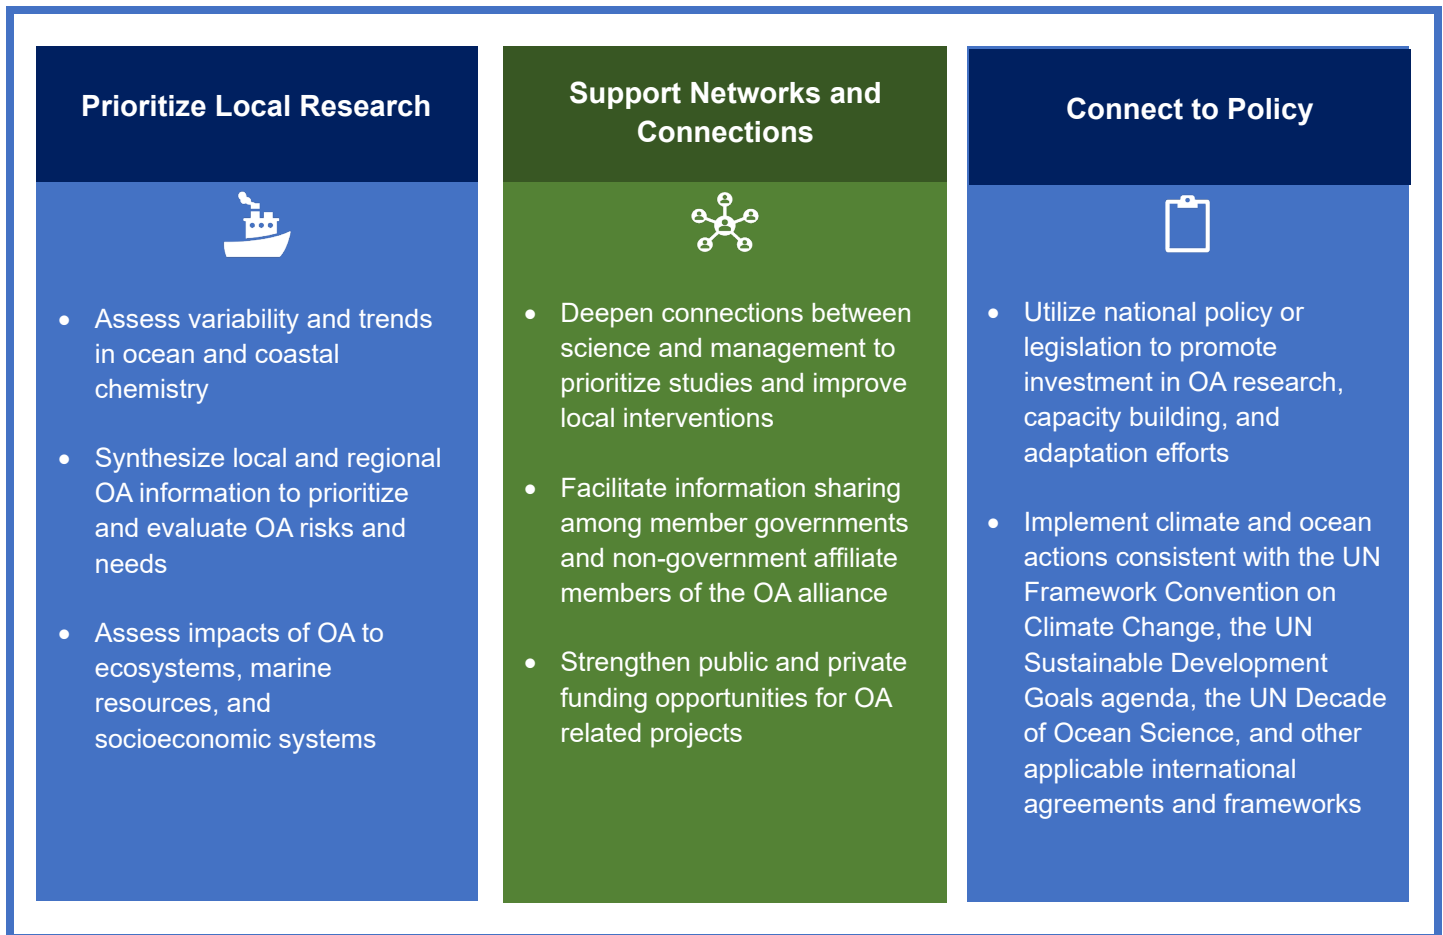 Prioritize Local Research
• Assess variability and trends
in ocean and coastal
chemistry
• Synthesize local and regional
OA information to prioritize
and evaluate OA risks and
needs
• Assess impacts of OA to
ecosystems, marine
resources, and
socioeconomic systems
Support Networks and
Connections
• Deepen connections between
science and management to
prioritize studies and improve
local interventions
• Facilitate information sharing
among member governments
and non-government affiliate
members of the OA alliance
• Strengthen public and private
funding opportunities for OA
related projects
Connect to Policy
• Utilize national policy or
legislation to promote
investment in OA research,
capacity building, and
adaptation efforts
• Implement climate and ocean
actions consistent with the UN
Framework Convention on
Climate Change, the UN
Sustainable Development
Goals agenda, the UN Decade
of Ocean Science, and other
applicable international
agreements and frameworks